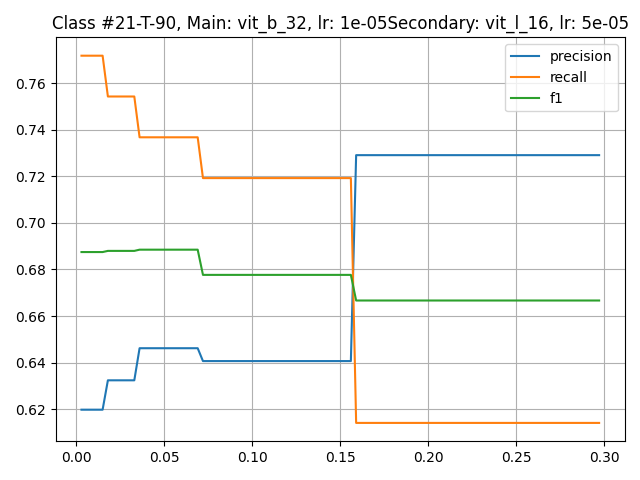 Class #21-T-90, Main: vit_b_32, lr: 1e-05Secondary: vit_l_16, lr: 5e-05
precision
recall
f1
0.76
0.74
0.72
0.70
0.68
0.66
0.64
0.62
0.00 0.05 0.10 0.15 0.20 0.25 0.30